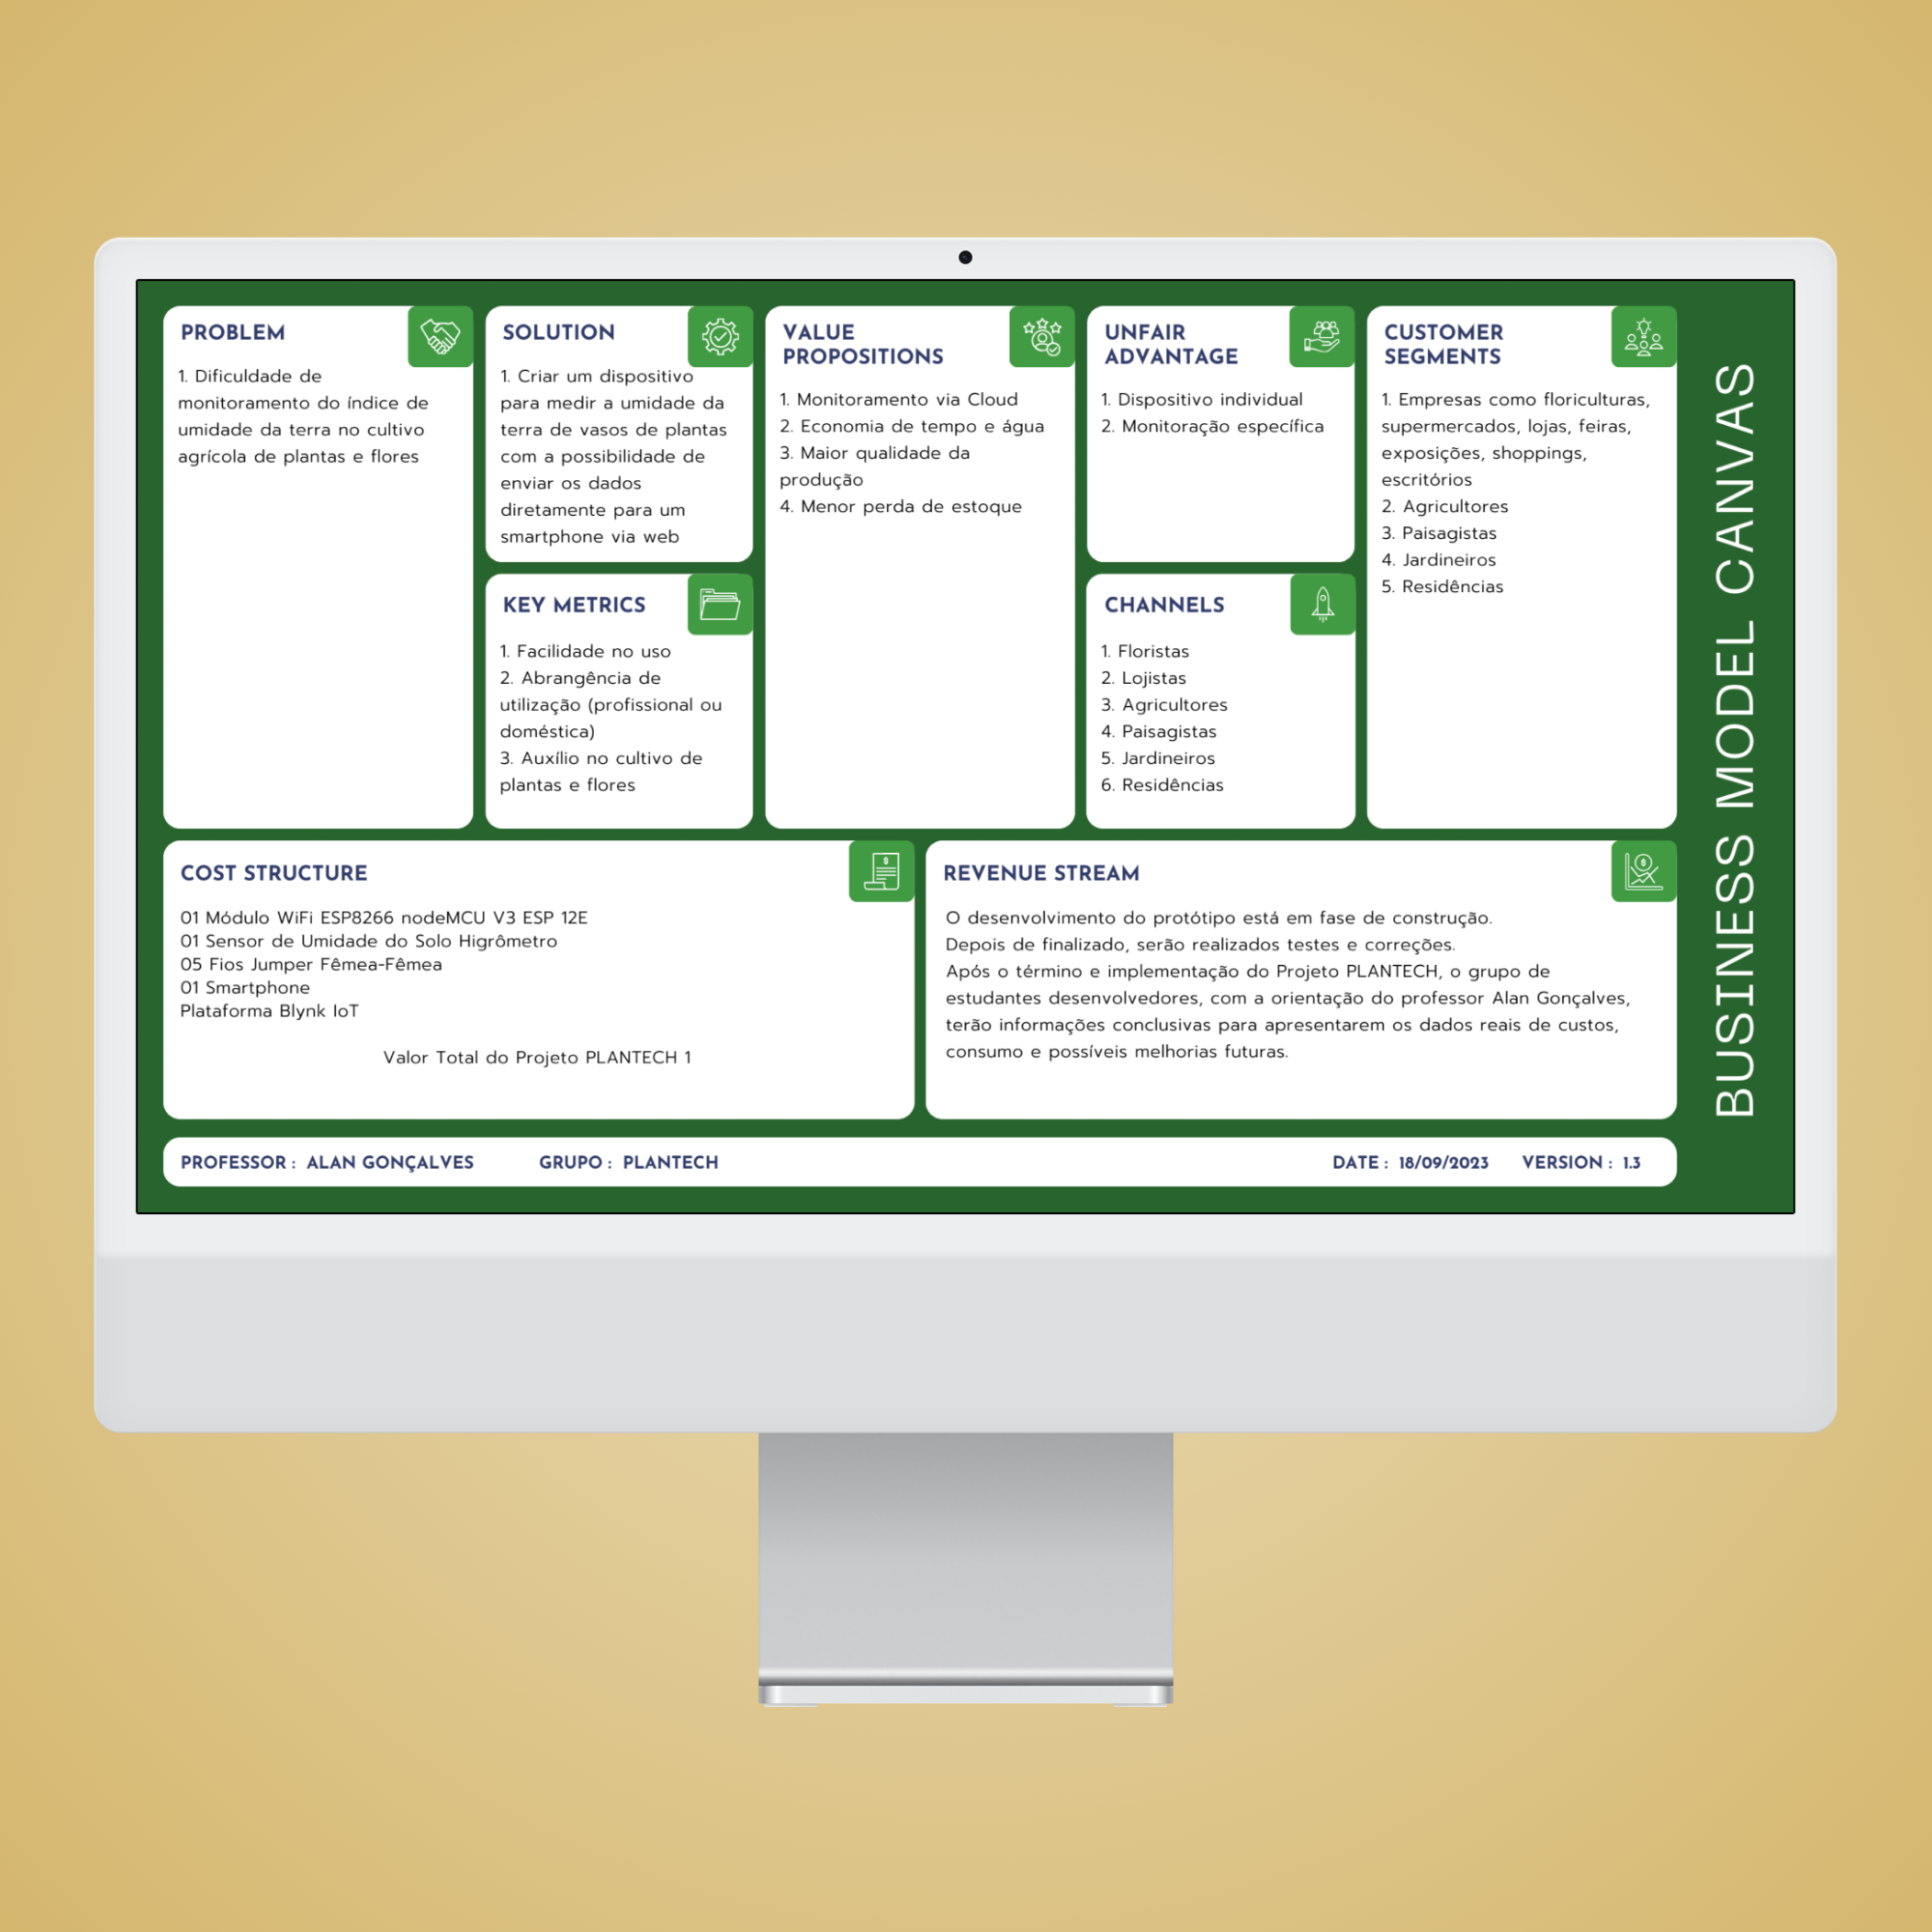 PROBLEM
1. Dificuldade de
monitoramento do índice de
umidade da terra no cultivo
agrícola de plantas e flores
SOLUTION
1. Criar um dispositivo
para medir a umidade da
terra de vasos de plantas
com a possibilidade de
enviar os dados
diretamente para um
smartphone via web
KEY METRICS
1. Facilidade no uso
2. Abrangência de
utilização (profissional ou
doméstica)
3. Auxílio no cultivo de
plantas e flores
VALUE
PROPOSITIONS
1. Monitoramento via Cloud
2. Economia de tempo e água
3. Maior qualidade da
produção
4. Menor perda de estoque
UNFAIR
ADVANTAGE
1. Dispositivo individual
2. Monitoração específica
CHANNELS
1. Floristas
2. Lojistas
3. Agricultores
4. Paisagistas
5. Jardineiros
6. Residências
CUSTOMER
SEGMENTS
1. Empresas como floriculturas,
supermercados, lojas, feiras,
exposições, shoppings,
escritórios
2. Agricultores
3. Paisagistas
4. Jardineiros
5. Residências
COST STRUCTURE
01 Módulo WiFi ESP8266 nodeMCU V3 ESP 12E
01 Sensor de Umidade do Solo Higrômetro
05 Fios Jumper Fêmea-Fêmea
01 Smartphone
Plataforma Blynk IoT
Valor Total do Projeto PLANTECH 1
REVENUE STREAM
O desenvolvimento do protótipo está em fase de construção.
Depois de finalizado, serão realizados testes e correções.
Após o término e implementação do Projeto PLANTECH, o grupo de
estudantes desenvolvedores, com a orientação do professor Alan Gonçalves,
terão informações conclusivas para apresentarem os dados reais de custos,
consumo e possíveis melhorias futuras.
PROFESSOR : ALAN GONÇALVES GRUPO : PLANTECH DATE : 18/09/2023 VERSION : 1.3
BUSINESS MODEL CANVAS